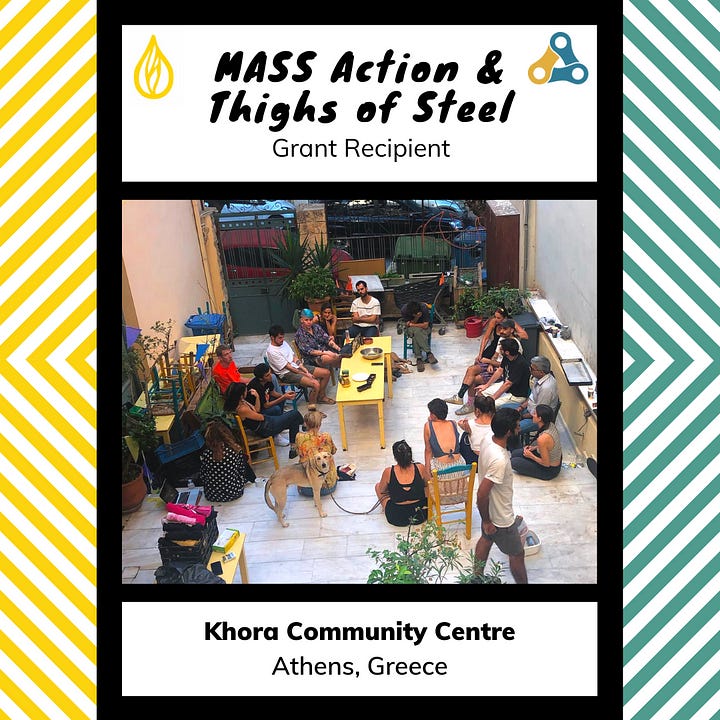 MASS Action &
Thighs of Steel
Grant Recipient
Khora Community Centre
Athens, Greece